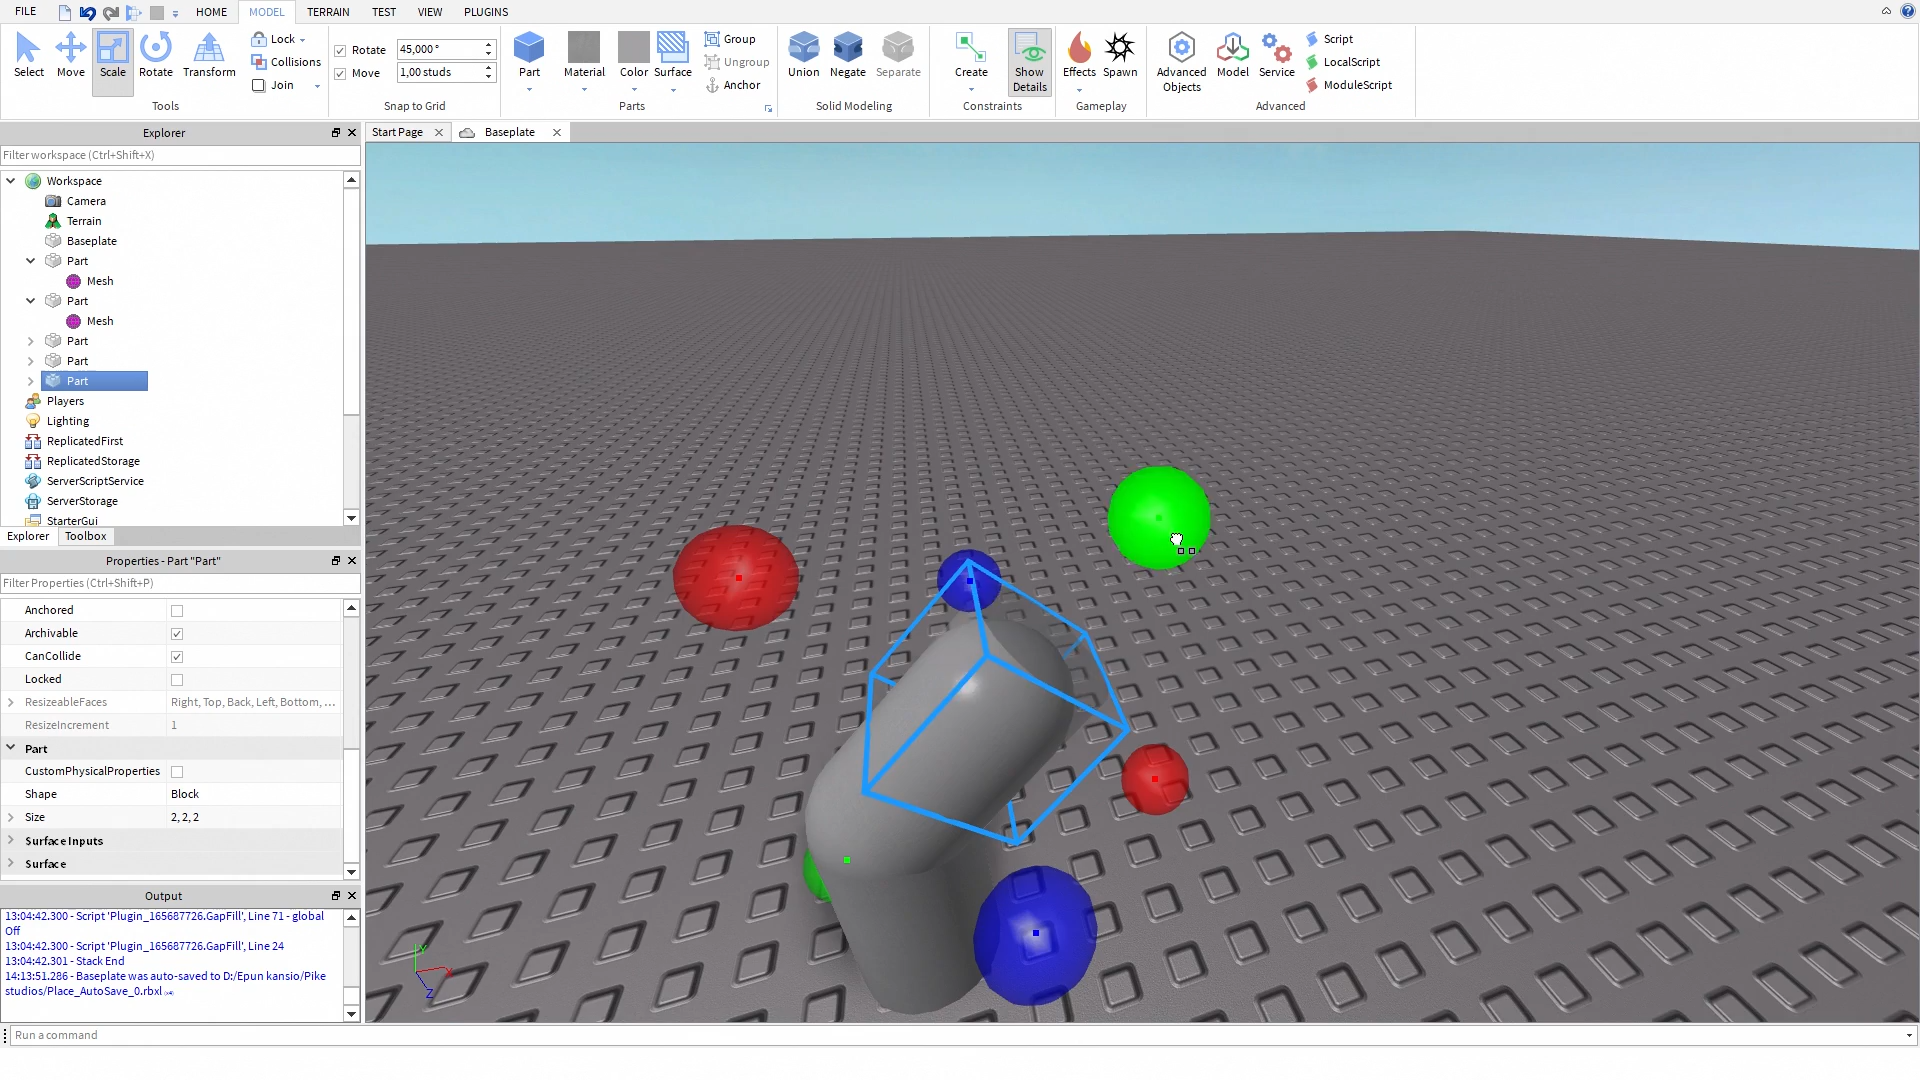 FILE HOME MODEL TERRAIN TEST VIEW PLUGINS
Select Move Scale Rotate Transform
Lock
Collisions
Join
Tools
Rotate 45,000 °
Move 1,00 studs
Snap to Grid
Part Material Color Surface
Group
Ungroup
Anchor
Parts
Union Negate Separate
Solid Modeling
Create
Show
Details
Constraints
Effects Spawn
Gameplay
Advanced
Objects
Model Service
Script
LocalScript
ModuleScript
Advanced
Explorer
Filter workspace (Ctrl+Shift+X)
Workspace
Camera
Terrain
Baseplate
Part
Mesh
Part
Mesh
Part
Part
Part
Players
Lighting
ReplicatedFirst
ReplicatedStorage
ServerScriptService
ServerStorage
StarterGui
Explorer Toolbox
Properties - Part "Part"
Filter Properties (Ctrl+Shift+P)
Anchored
Archivable
CanCollide
Locked
ResizeableFaces Right, Top, Back, Left, Bottom, ...
ResizeIncrement 1
Part
CustomPhysicalProperties
Shape Block
Size 2, 2, 2
Surface Inputs
Surface
Output
13:04:42.300 - Script 'Plugin_165687726.GapFill', Line 71 - global
Off
13:04:42.300 - Script 'Plugin_165687726.GapFill', Line 24
13:04:42.301 - Stack End
14:13:51.286 - Baseplate was auto-saved to D:/Epun kansio/Pike
studios/Place_AutoSave_0.rbxl
Start Page Baseplate
Y
X
Z
Run a command